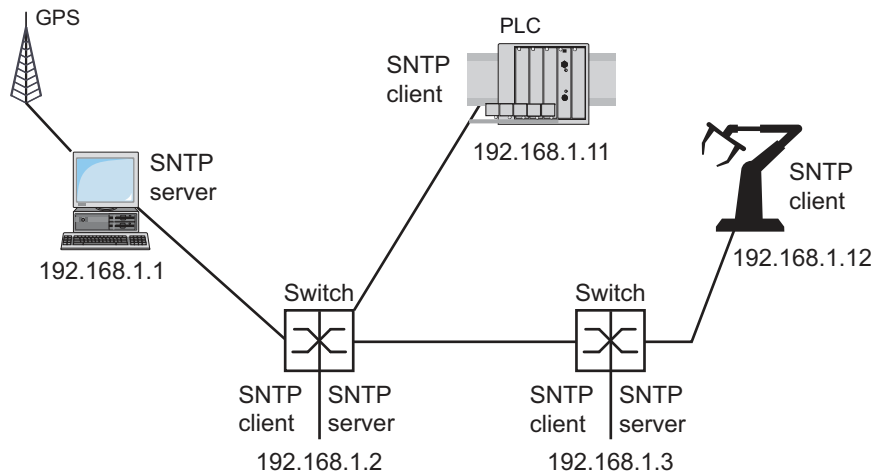 GPS
PLC
SNTP
client
192.168.1.11
SNTP
server
192.168.1.1
SNTP
client
192.168.1.12
Switch
SNTP
client
SNTP
server
192.168.1.2
Switch
SNTP
client
SNTP
server
192.168.1.3